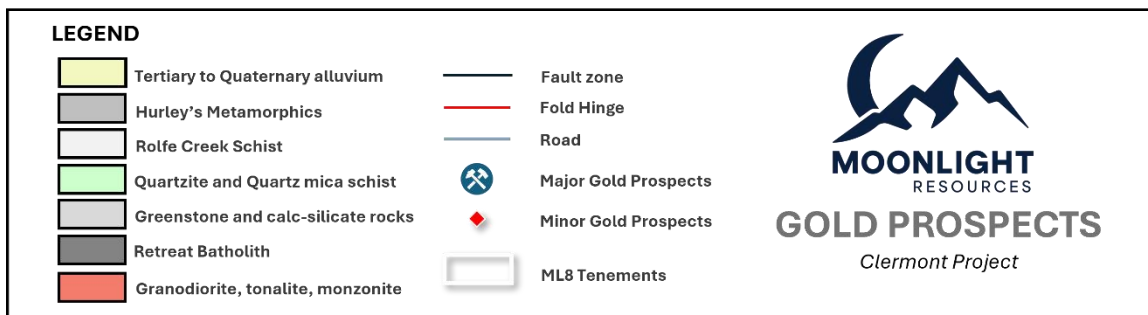 LEGEND
Tertiary to Quaternary alluvium
Hurley's Metamorphics
Rolfe Creek Schist
Quartzite and Quartz mica schist
Greenstone and calc-silicate rocks
Retreat Batholith
Granodiorite, tonalite, monzonite
Fault zone
Fold Hinge
Road
Major Gold Prospects
Minor Gold Prospects
ML8 Tenements
MOONLIGHT
RESOURCES
GOLD PROSPECTS
Clermont Project